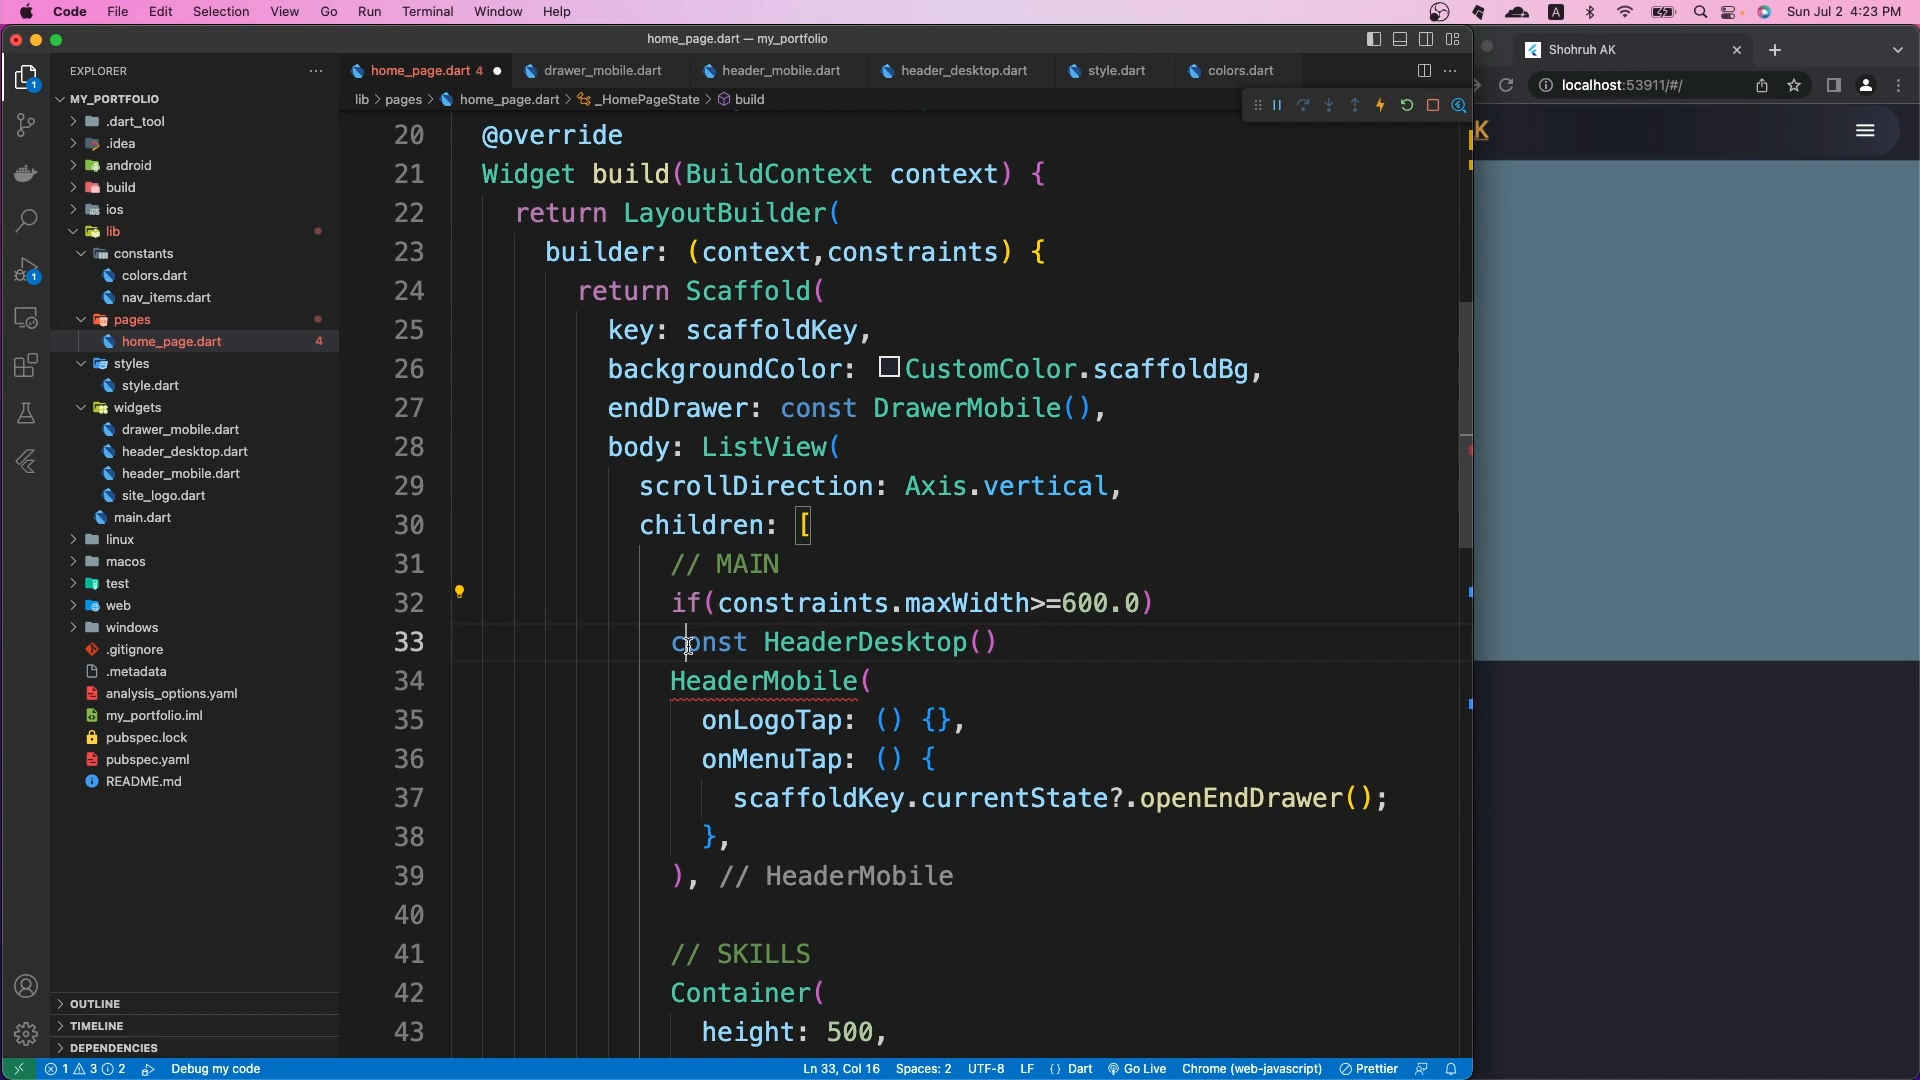 Code File Edit Selection View Go Run Terminal Window Help
A
Sun Jul 2 4:23 PM
home_page.dart — my_portfolio
EXPLORER
home_page.dart 4
drawer_mobile.dart
header_mobile.dart
header_desktop.dart
style.dart
colors.dart
lib > pages > home_page.dart > _HomePageState > build
MY_PORTFOLIO
.dart_tool
.idea
android
build
ios
lib
constants
colors.dart
nav_items.dart
pages
home_page.dart 4
styles
style.dart
widgets
drawer_mobile.dart
header_desktop.dart
header_mobile.dart
site_logo.dart
main.dart
linux
macos
test
web
windows
.gitignore
.metadata
analysis_options.yaml
my_portfolio.iml
pubspec.lock
pubspec.yaml
README.md
OUTLINE
TIMELINE
DEPENDENCIES
1
1
20 @override
21 Widget build(BuildContext context) {
22 return LayoutBuilder(
23 builder: (context,constraints) {
24 return Scaffold(
25 key: scaffoldKey,
26 backgroundColor: CustomColor.scaffoldBg,
27 endDrawer: const DrawerMobile(),
28 body: ListView(
29 scrollDirection: Axis.vertical,
30 children: [
31 // MAIN
32 if(constraints.maxWidth>=600.0)
33 const HeaderDesktop()
34 HeaderMobile(
35 onLogoTap: () {},
36 onMenuTap: () {
37 scaffoldKey.currentState?.openEndDrawer();
38 },
39 ), // HeaderMobile
40
41 // SKILLS
42 Container(
43 height: 500,
1 3 2 Debug my code
Ln 33, Col 16 Spaces: 2 UTF-8 LF {} Dart Go Live Chrome (web-javascript) Prettier
Shohruh AK
localhost:53911/#/
K